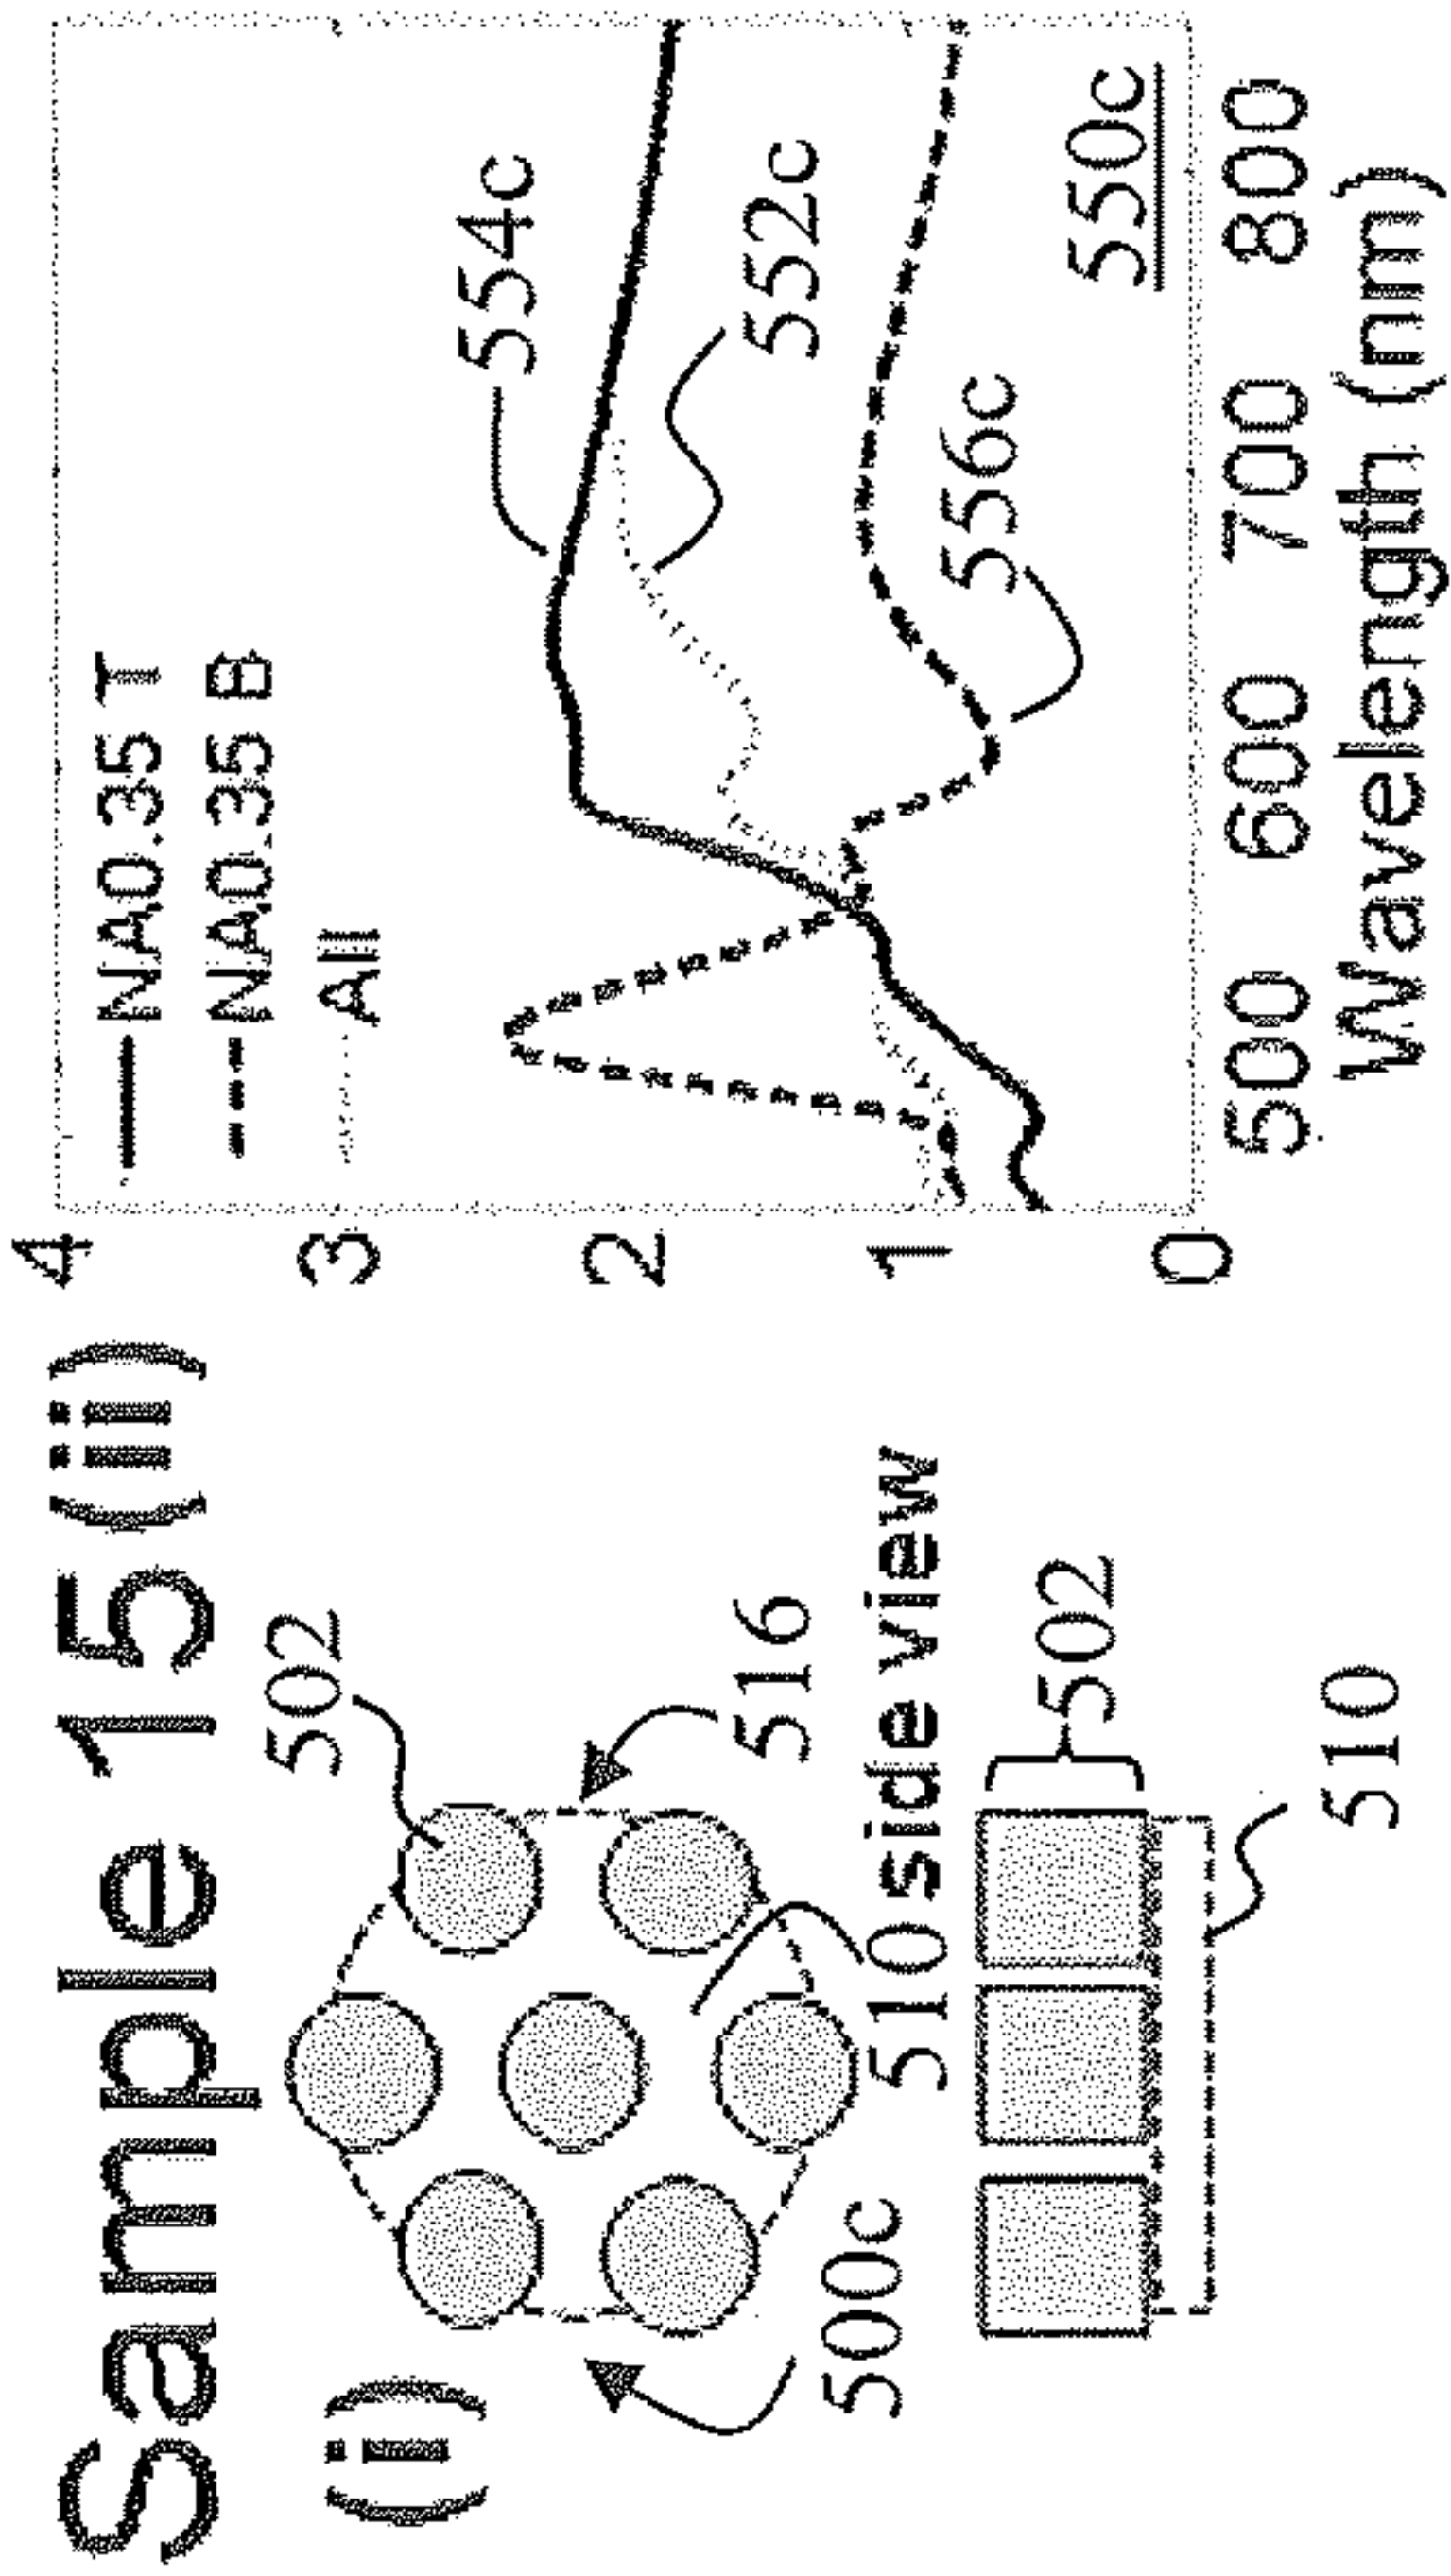 Sample 15
(i)
502
516
510
500c
side view
502
510
(ii)
4
3
2
1
0
NA0.35 T
NA0.35 B
All
554c
552c
556c
550c
500 600 700 800
Wavelength (nm)